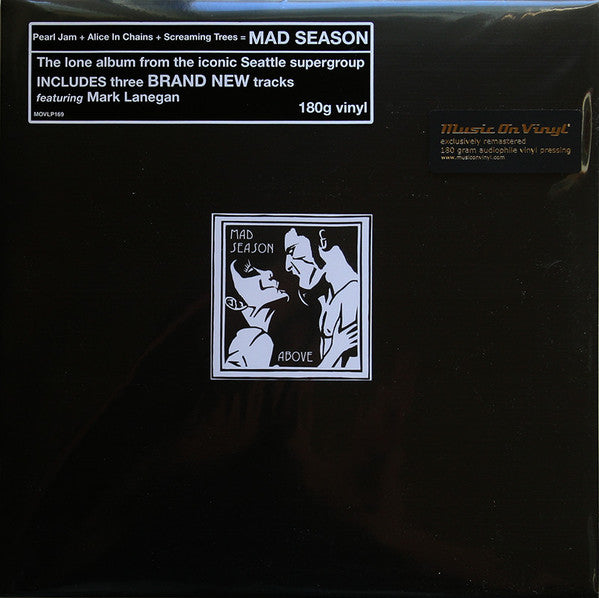 Pearl Jam + Alice In Chains + Screaming Trees = MAD SEASON
The lone album from the iconic Seattle supergroup
INCLUDES three BRAND NEW tracks
featuring Mark Lanegan
180g vinyl
MOVLP169
Music On Vinyl
exclusively remastered
180 gram audiophile vinyl pressing
www.musiconvinyl.com
MAD
SEASON
ABOVE